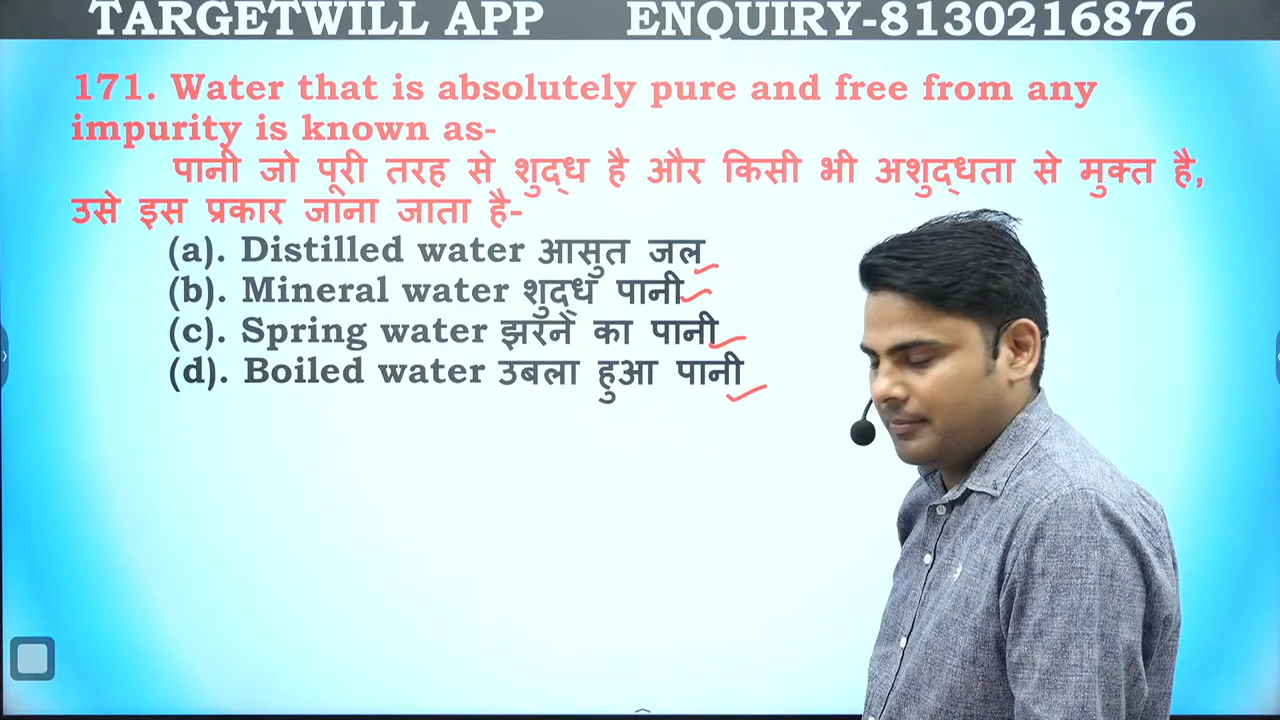 TARGETWILL APP ENQUIRY-8130216876
171. Water that is absolutely pure and free from any
impurity is known as-
पानी जो पूरी तरह से शुद्ध है और किसी भी अशुद्धता से मुक्त है,
उसे इस प्रकार जाना जाता है-
(a). Distilled water आसुत जल
(b). Mineral water शुद्ध पानी
(c). Spring water झरने का पानी
(d). Boiled water उबला हुआ पानी